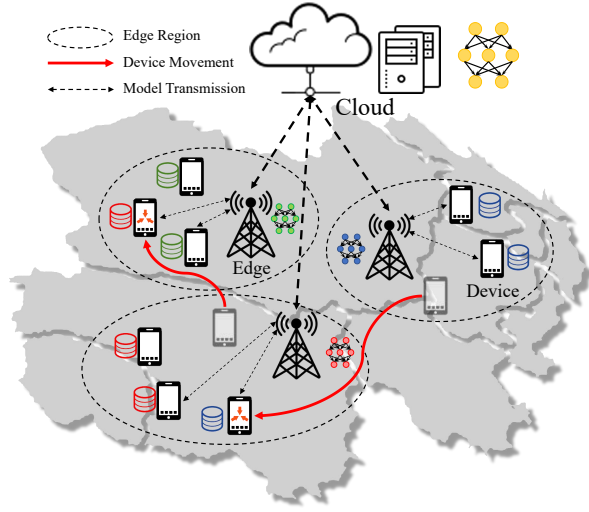 Edge Region
Device Movement
Model Transmission
Cloud
Edge
Device